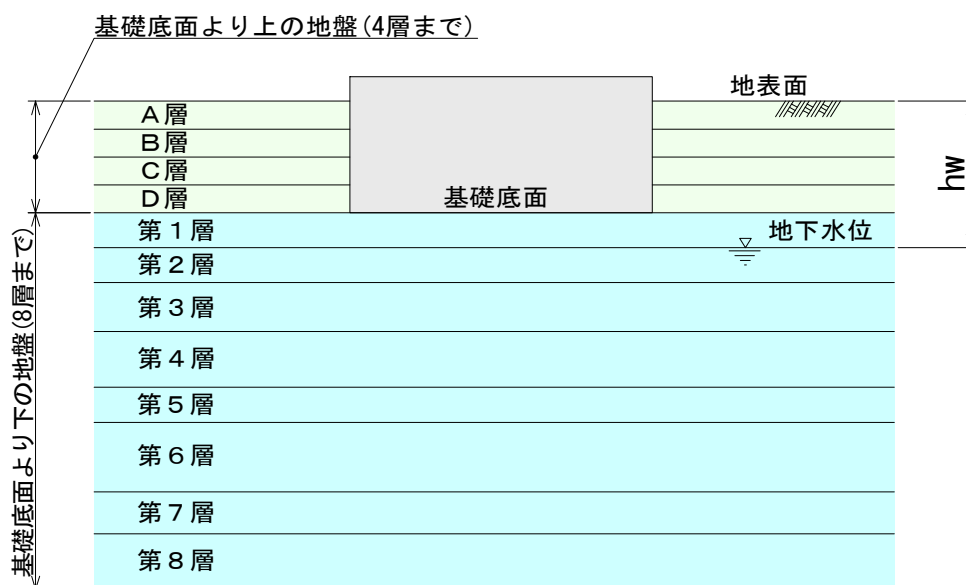 基礎底面より上の地盤(4層まで)
地表面
A層
B層
C層
D層
基礎底面
hw
第1層
地下水位
第2層
第3層
第4層
第5層
第6層
第7層
第8層
基礎底面より下の地盤(8層まで)